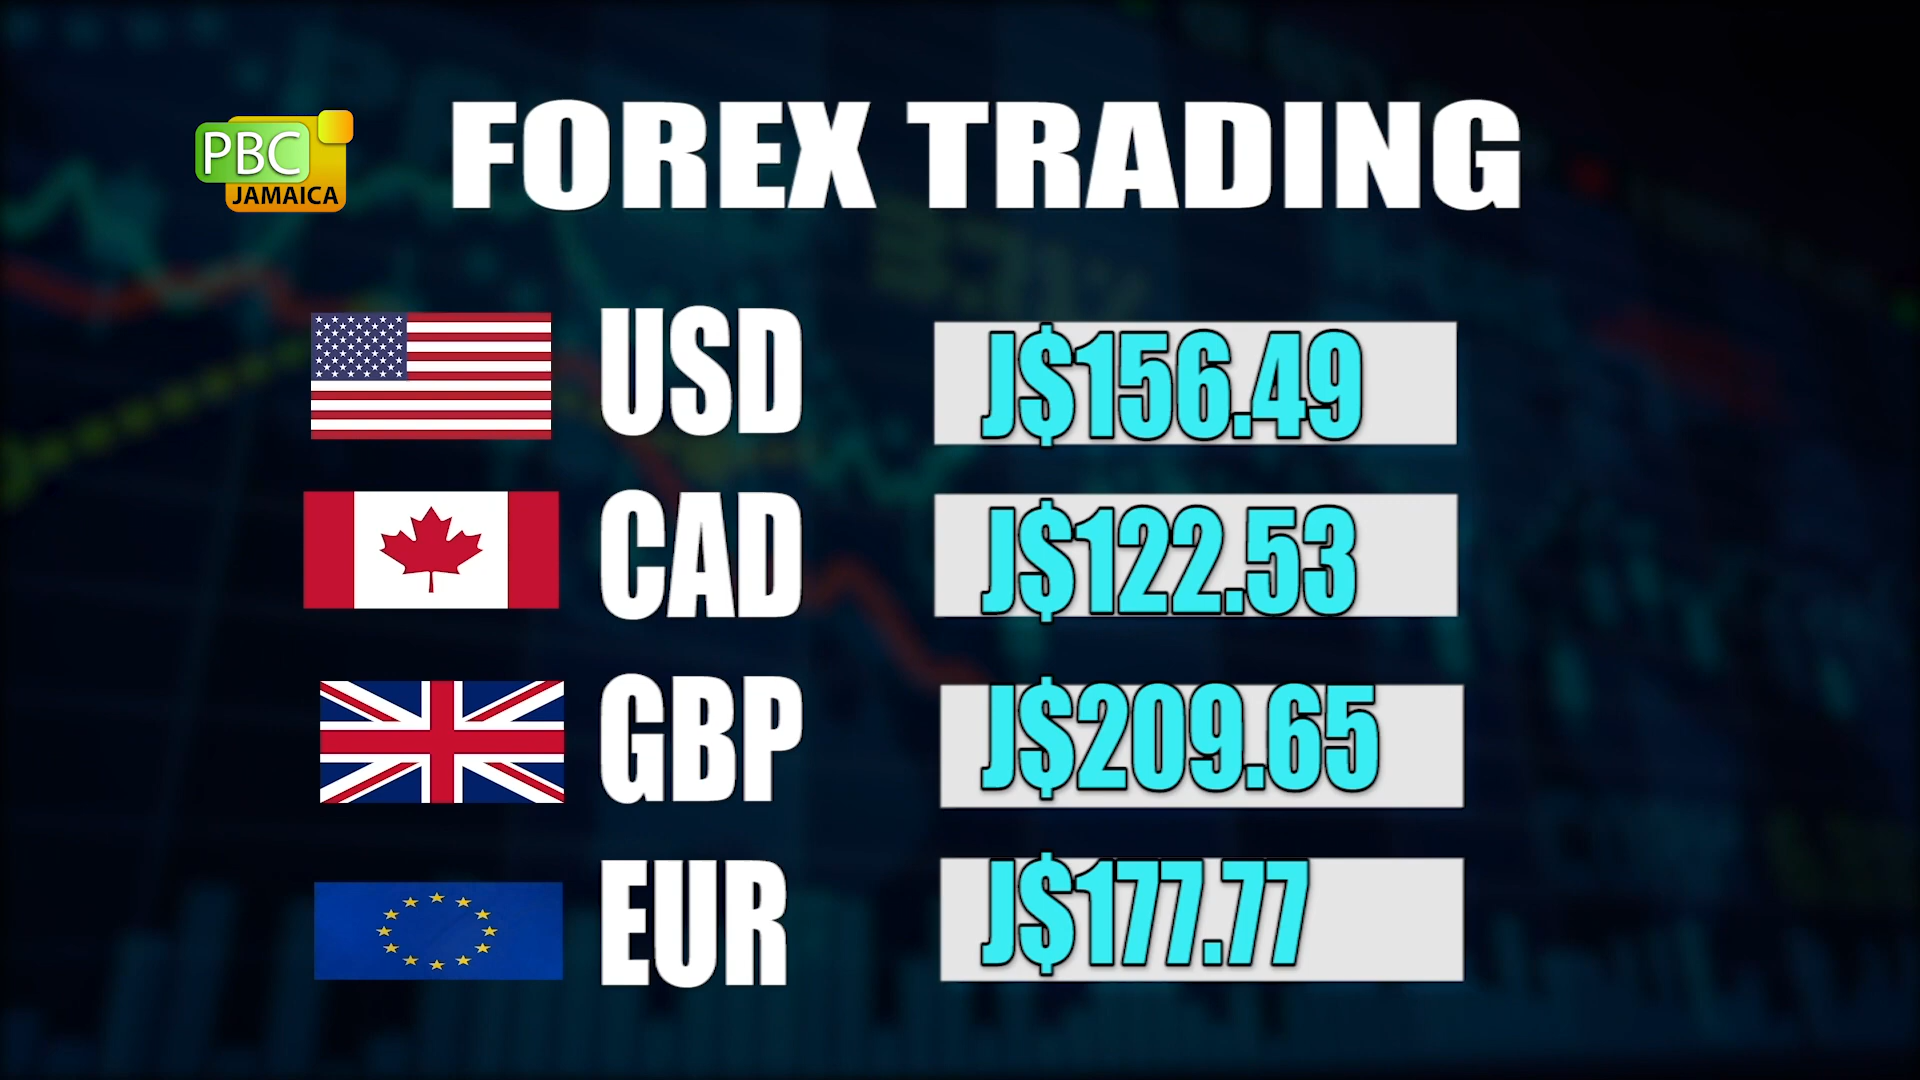 PBC
JAMAICA
FOREX TRADING
USD J$156.49
CAD J$122.53
GBP J$209.65
EUR J$177.77